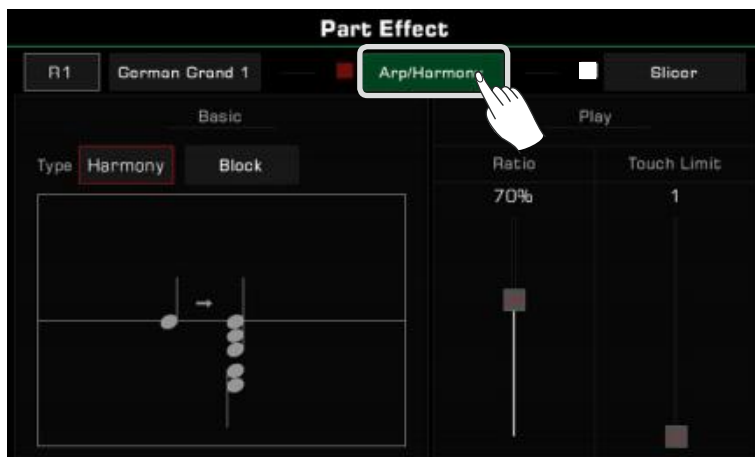 Part Effect
R1 German Grand 1 Arp/Harmony Slicer
Basic Play
Type Harmony Block Ratio Touch Limit
70% 1